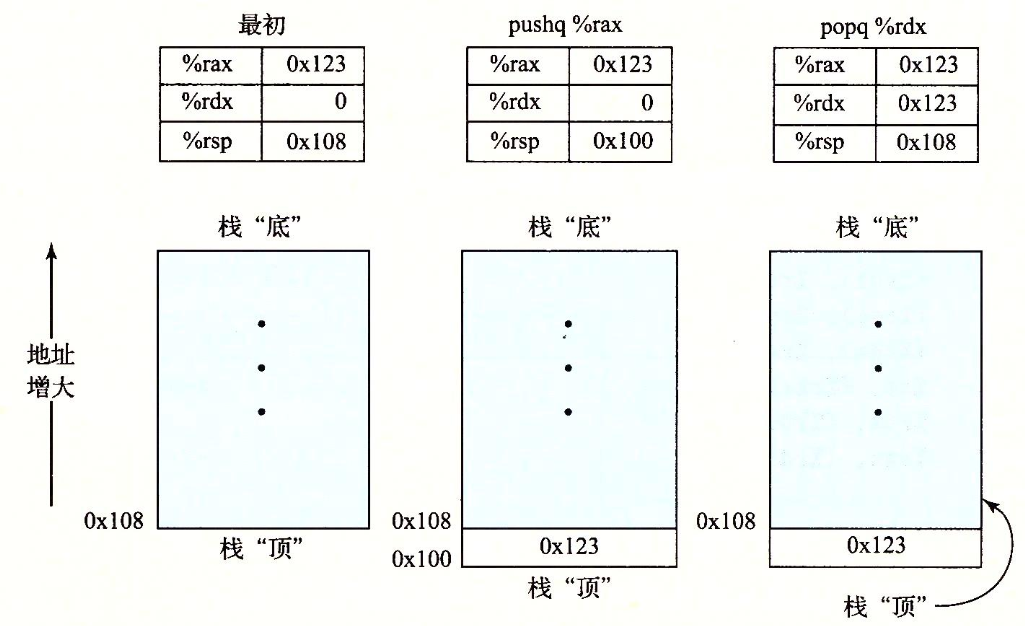 最初 pushq %rax popq %rdx
%rax 0x123 %rax 0x123 %rax 0x123
%rdx 0 %rdx 0 %rdx 0x123
%rsp 0x108 %rsp 0x100 %rsp 0x108
栈“底” 栈“底” 栈“底”
地址
增大
0x108 0x108 0x108
栈“顶” 0x123 0x123
0x100
栈“顶” 栈“顶”